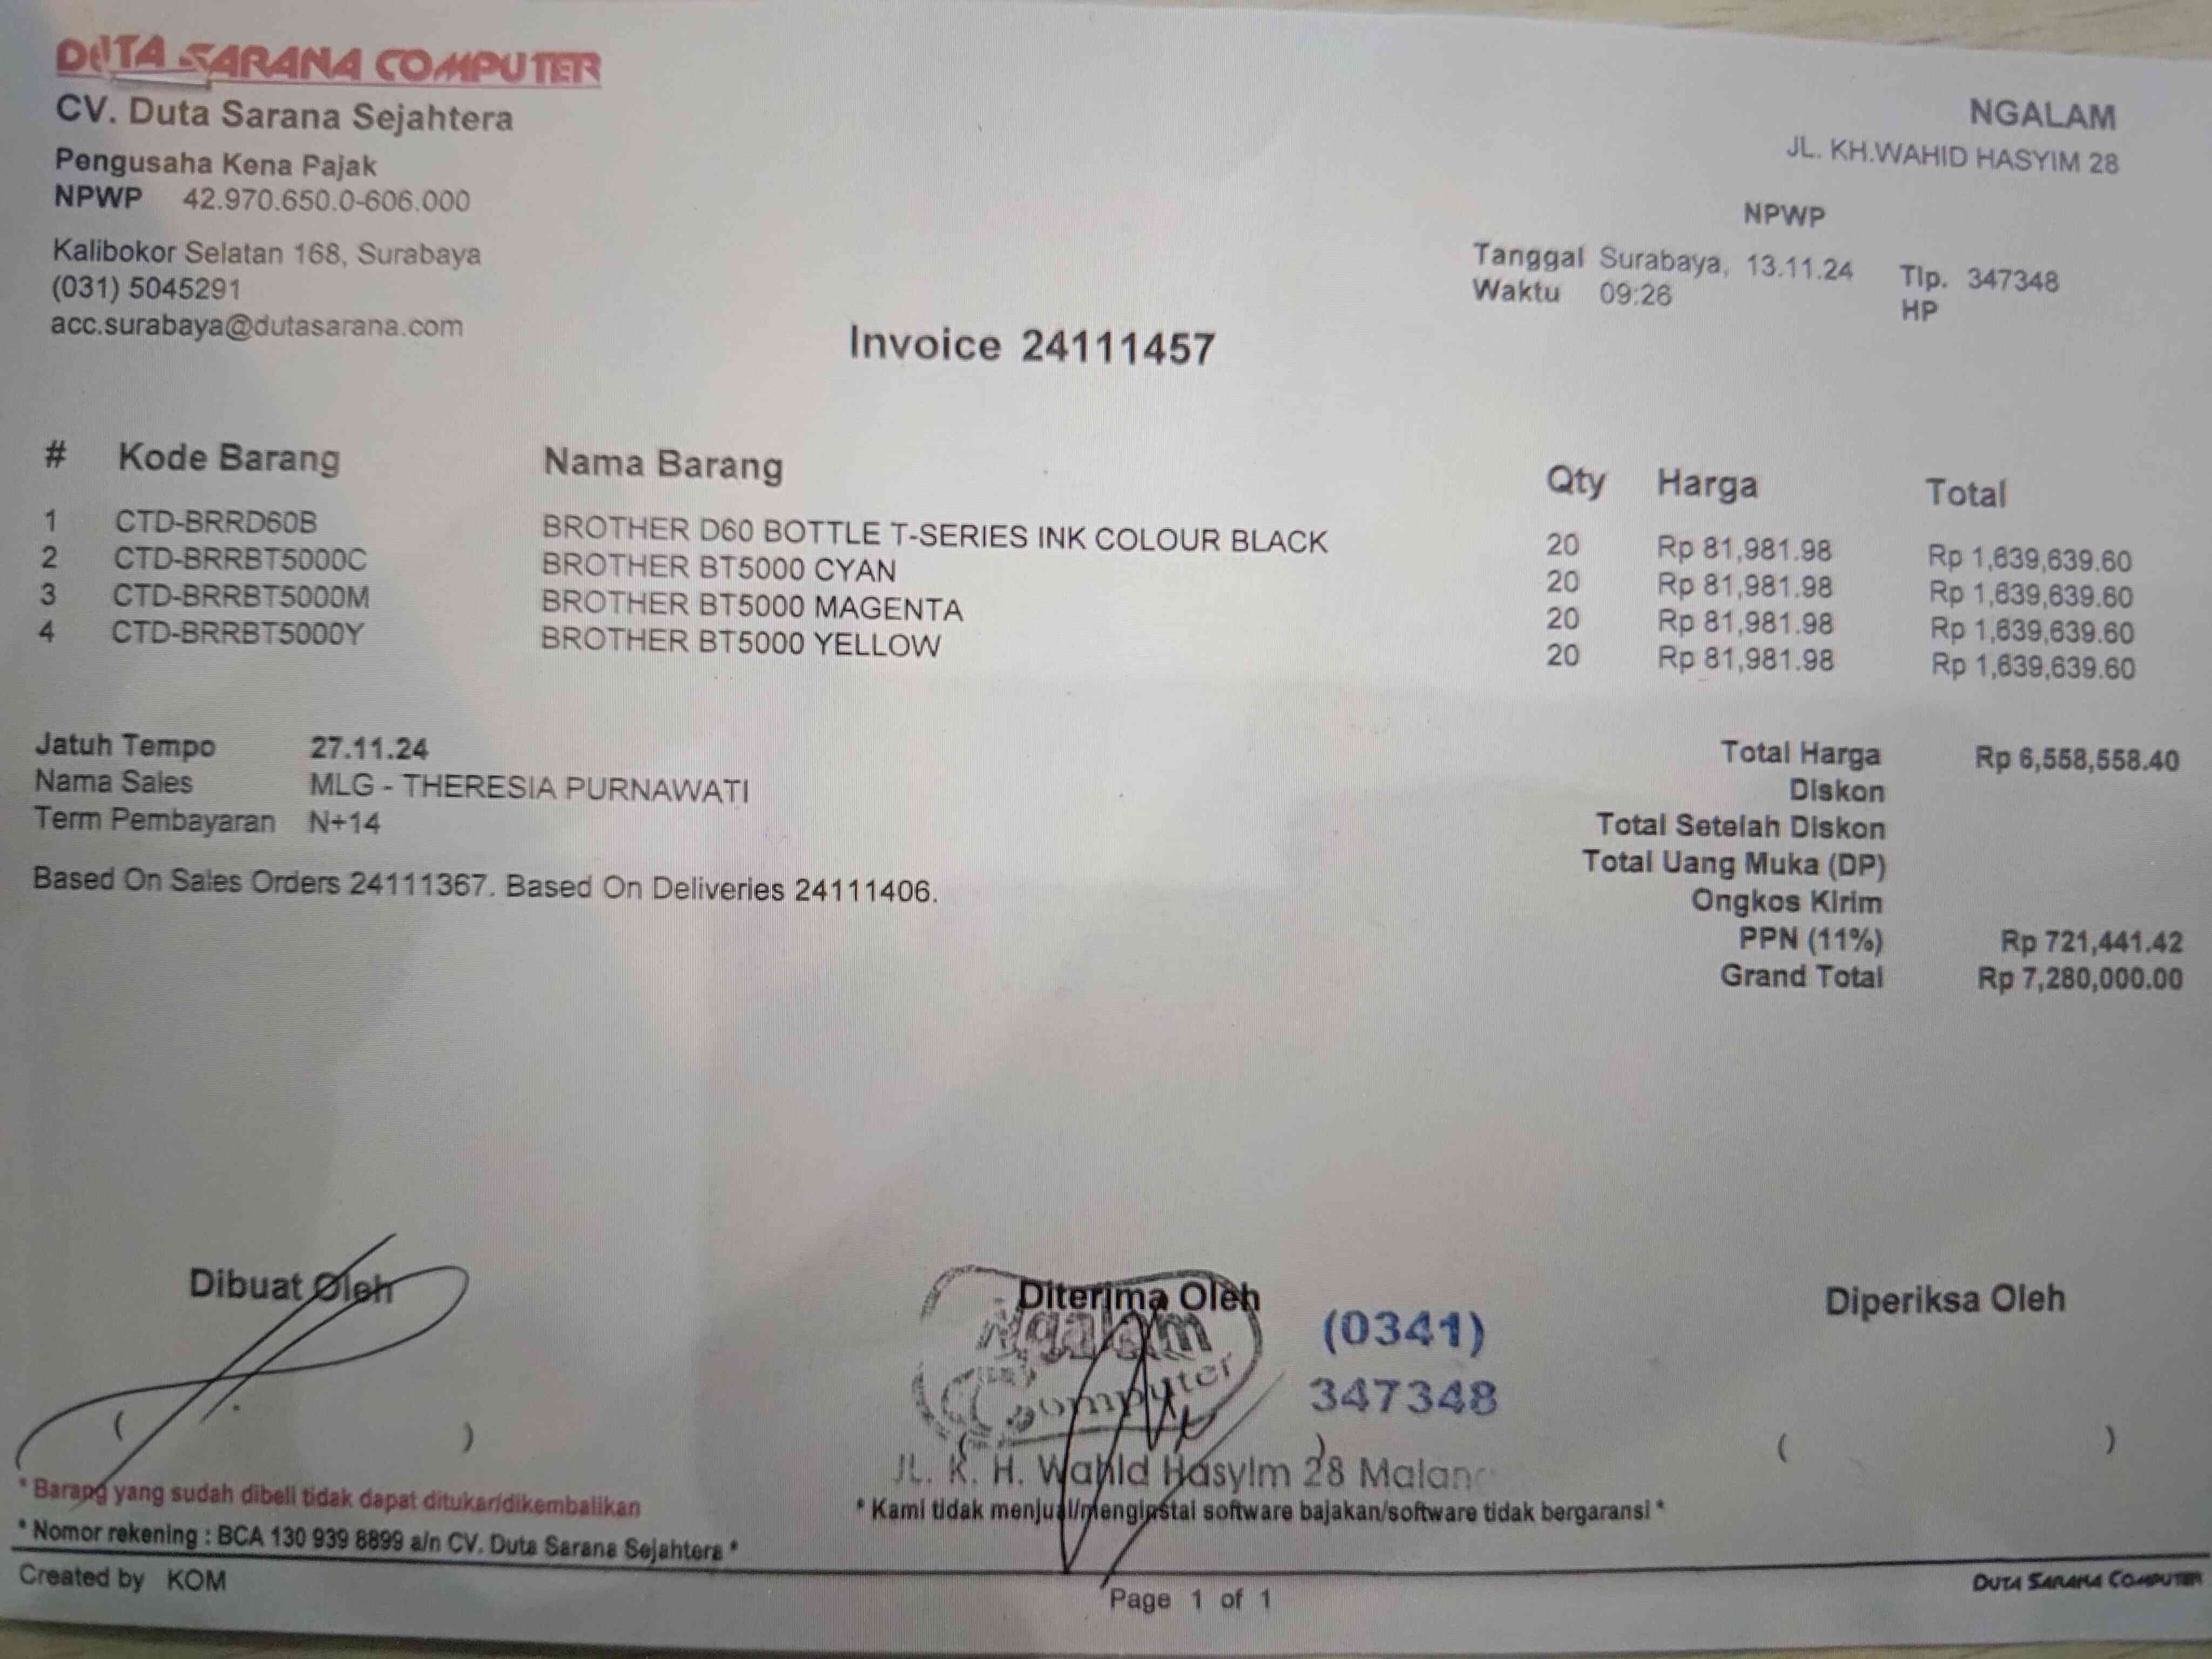 DUTA SARANA COMPUTER
CV. Duta Sarana Sejahtera
Pengusaha Kena Pajak
NPWP 42.970.650.0-606.000
Kalibokor Selatan 168, Surabaya
(031) 5045291
acc.surabaya@dutasarana.com
NGALAM
JL. KH.WAHID HASYIM 28
NPWP
Tanggal Surabaya, 13.11.24 Tlp. 347348
Waktu 09:26 HP
Invoice 24111457
# Kode Barang Nama Barang Qty Harga Total
1 CTD-BRRD60B BROTHER D60 BOTTLE T-SERIES INK COLOUR BLACK 20 Rp 81,981.98 Rp 1,639,639.60
2 CTD-BRRBT5000C BROTHER BT5000 CYAN 20 Rp 81,981.98 Rp 1,639,639.60
3 CTD-BRRBT5000M BROTHER BT5000 MAGENTA 20 Rp 81,981.98 Rp 1,639,639.60
4 CTD-BRRBT5000Y BROTHER BT5000 YELLOW 20 Rp 81,981.98 Rp 1,639,639.60
Jatuh Tempo 27.11.24
Nama Sales MLG - THERESIA PURNAWATI
Term Pembayaran N+14
Based On Sales Orders 24111367. Based On Deliveries 24111406.
Total Harga Rp 6,558,558.40
Diskon
Total Setelah Diskon
Total Uang Muka (DP)
Ongkos Kirim
PPN (11%) Rp 721,441.42
Grand Total Rp 7,280,000.00
Dibuat Oleh
( )
Diterima Oleh
Ngalam
Computer
(0341)
347348
( )
JL. K. H. Wahid Hasyim 28 Malang
Diperiksa Oleh
( )
* Barang yang sudah dibeli tidak dapat ditukar/dikembalikan
* Kami tidak menjual/menginstal software bajakan/software tidak bergaransi *
* Nomor rekening : BCA 130 939 8899 a/n CV. Duta Sarana Sejahtera *
Created by KOM
Page 1 of 1
DUTA SARANA COMPUTER